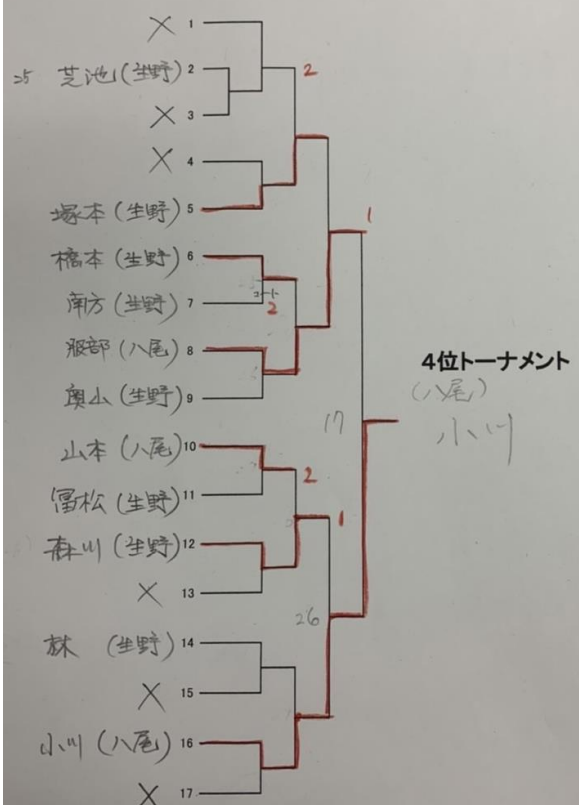 × 1
25 芝池(生野) 2
2
× 3
× 4
塚本(生野) 5
1
橋本(生野) 6
コート
南方(生野) 7
2
服部(八尾) 8
4位トーナメント
奥山(生野) 9
(八尾)
17
小川
山本(八尾) 10
2
冨松(生野) 11
1
森川(生野) 12
× 13
26
林 (生野) 14
× 15
小川(八尾) 16
× 17